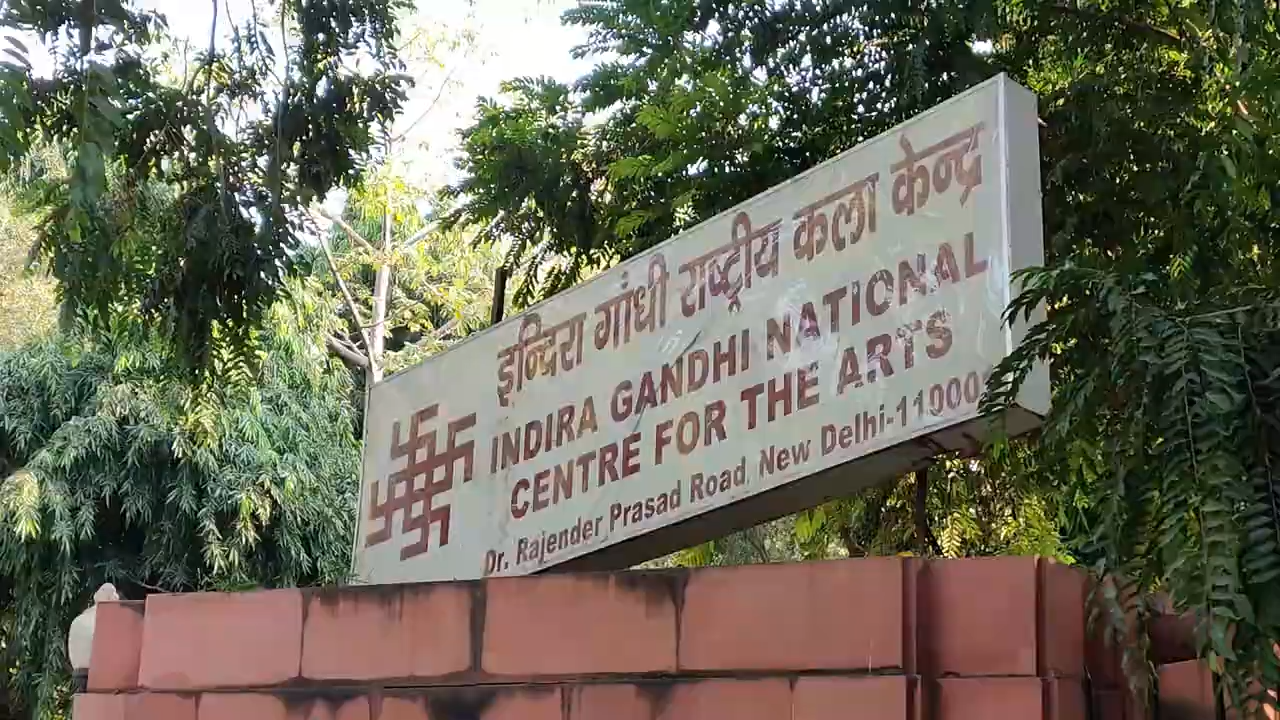 इन्दिरा गांधी राष्ट्रीय कला केन्द्र
INDIRA GANDHI NATIONAL
CENTRE FOR THE ARTS
Dr. Rajender Prasad Road, New Delhi-11000